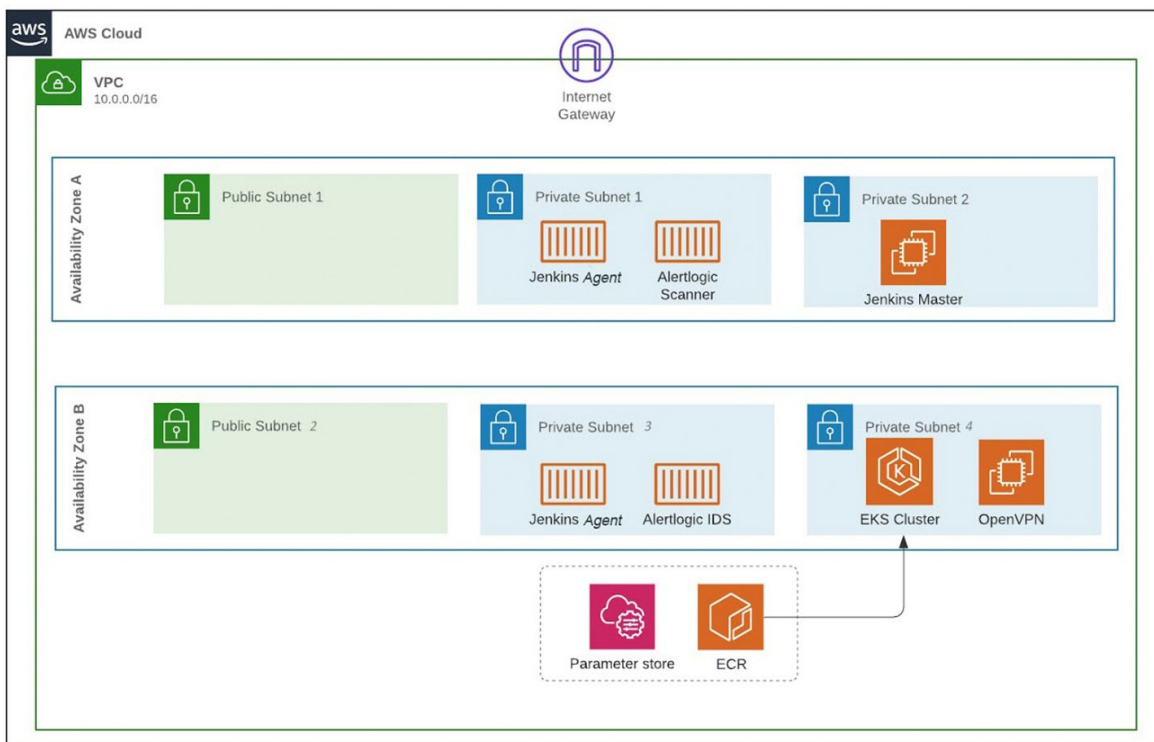 aws
AWS Cloud
VPC
10.0.0.0/16
Internet
Gateway
Availability Zone A
Public Subnet 1
Private Subnet 1
Jenkins Agent
Alertlogic
Scanner
Private Subnet 2
Jenkins Master
Availability Zone B
Public Subnet 2
Private Subnet 3
Jenkins Agent
Alertlogic IDS
Private Subnet 4
K
EKS Cluster
OpenVPN
Parameter store
ECR